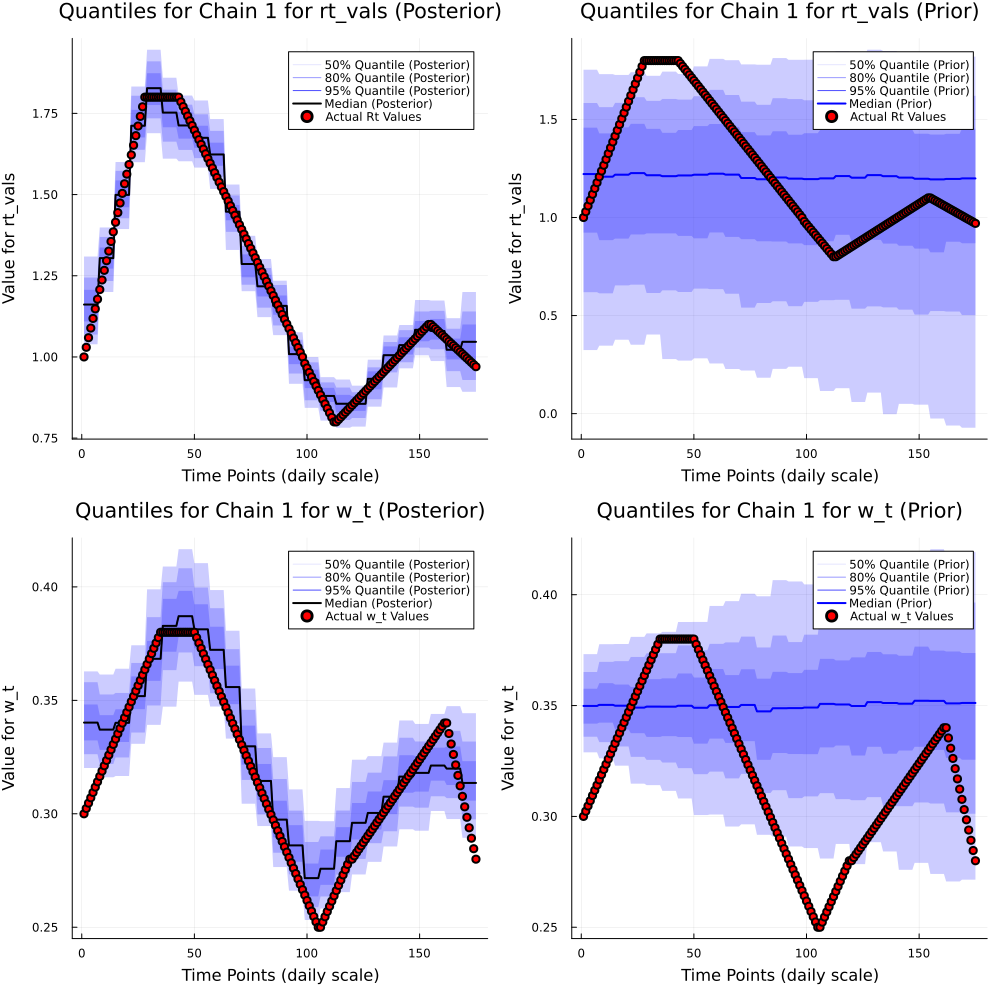 Quantiles for Chain 1 for rt_vals (Posterior)
Value for rt_vals
1.75
1.50
1.25
1.00
0.75
50% Quantile (Posterior)
80% Quantile (Posterior)
95% Quantile (Posterior)
Median (Posterior)
Actual Rt Values
0
50
100
150
Time Points (daily scale)
Quantiles for Chain 1 for rt_vals (Prior)
Value for rt_vals
1.5
1.0
0.5
0.0
50% Quantile (Prior)
80% Quantile (Prior)
95% Quantile (Prior)
Median (Prior)
Actual Rt Values
0
50
100
150
Time Points (daily scale)
Quantiles for Chain 1 for w_t (Posterior)
Value for w_t
0.40
0.35
0.30
0.25
50% Quantile (Posterior)
80% Quantile (Posterior)
95% Quantile (Posterior)
Median (Posterior)
Actual w_t Values
0
50
100
150
Time Points (daily scale)
Quantiles for Chain 1 for w_t (Prior)
Value for w_t
0.40
0.35
0.30
0.25
50% Quantile (Prior)
80% Quantile (Prior)
95% Quantile (Prior)
Median (Prior)
Actual w_t Values
0
50
100
150
Time Points (daily scale)